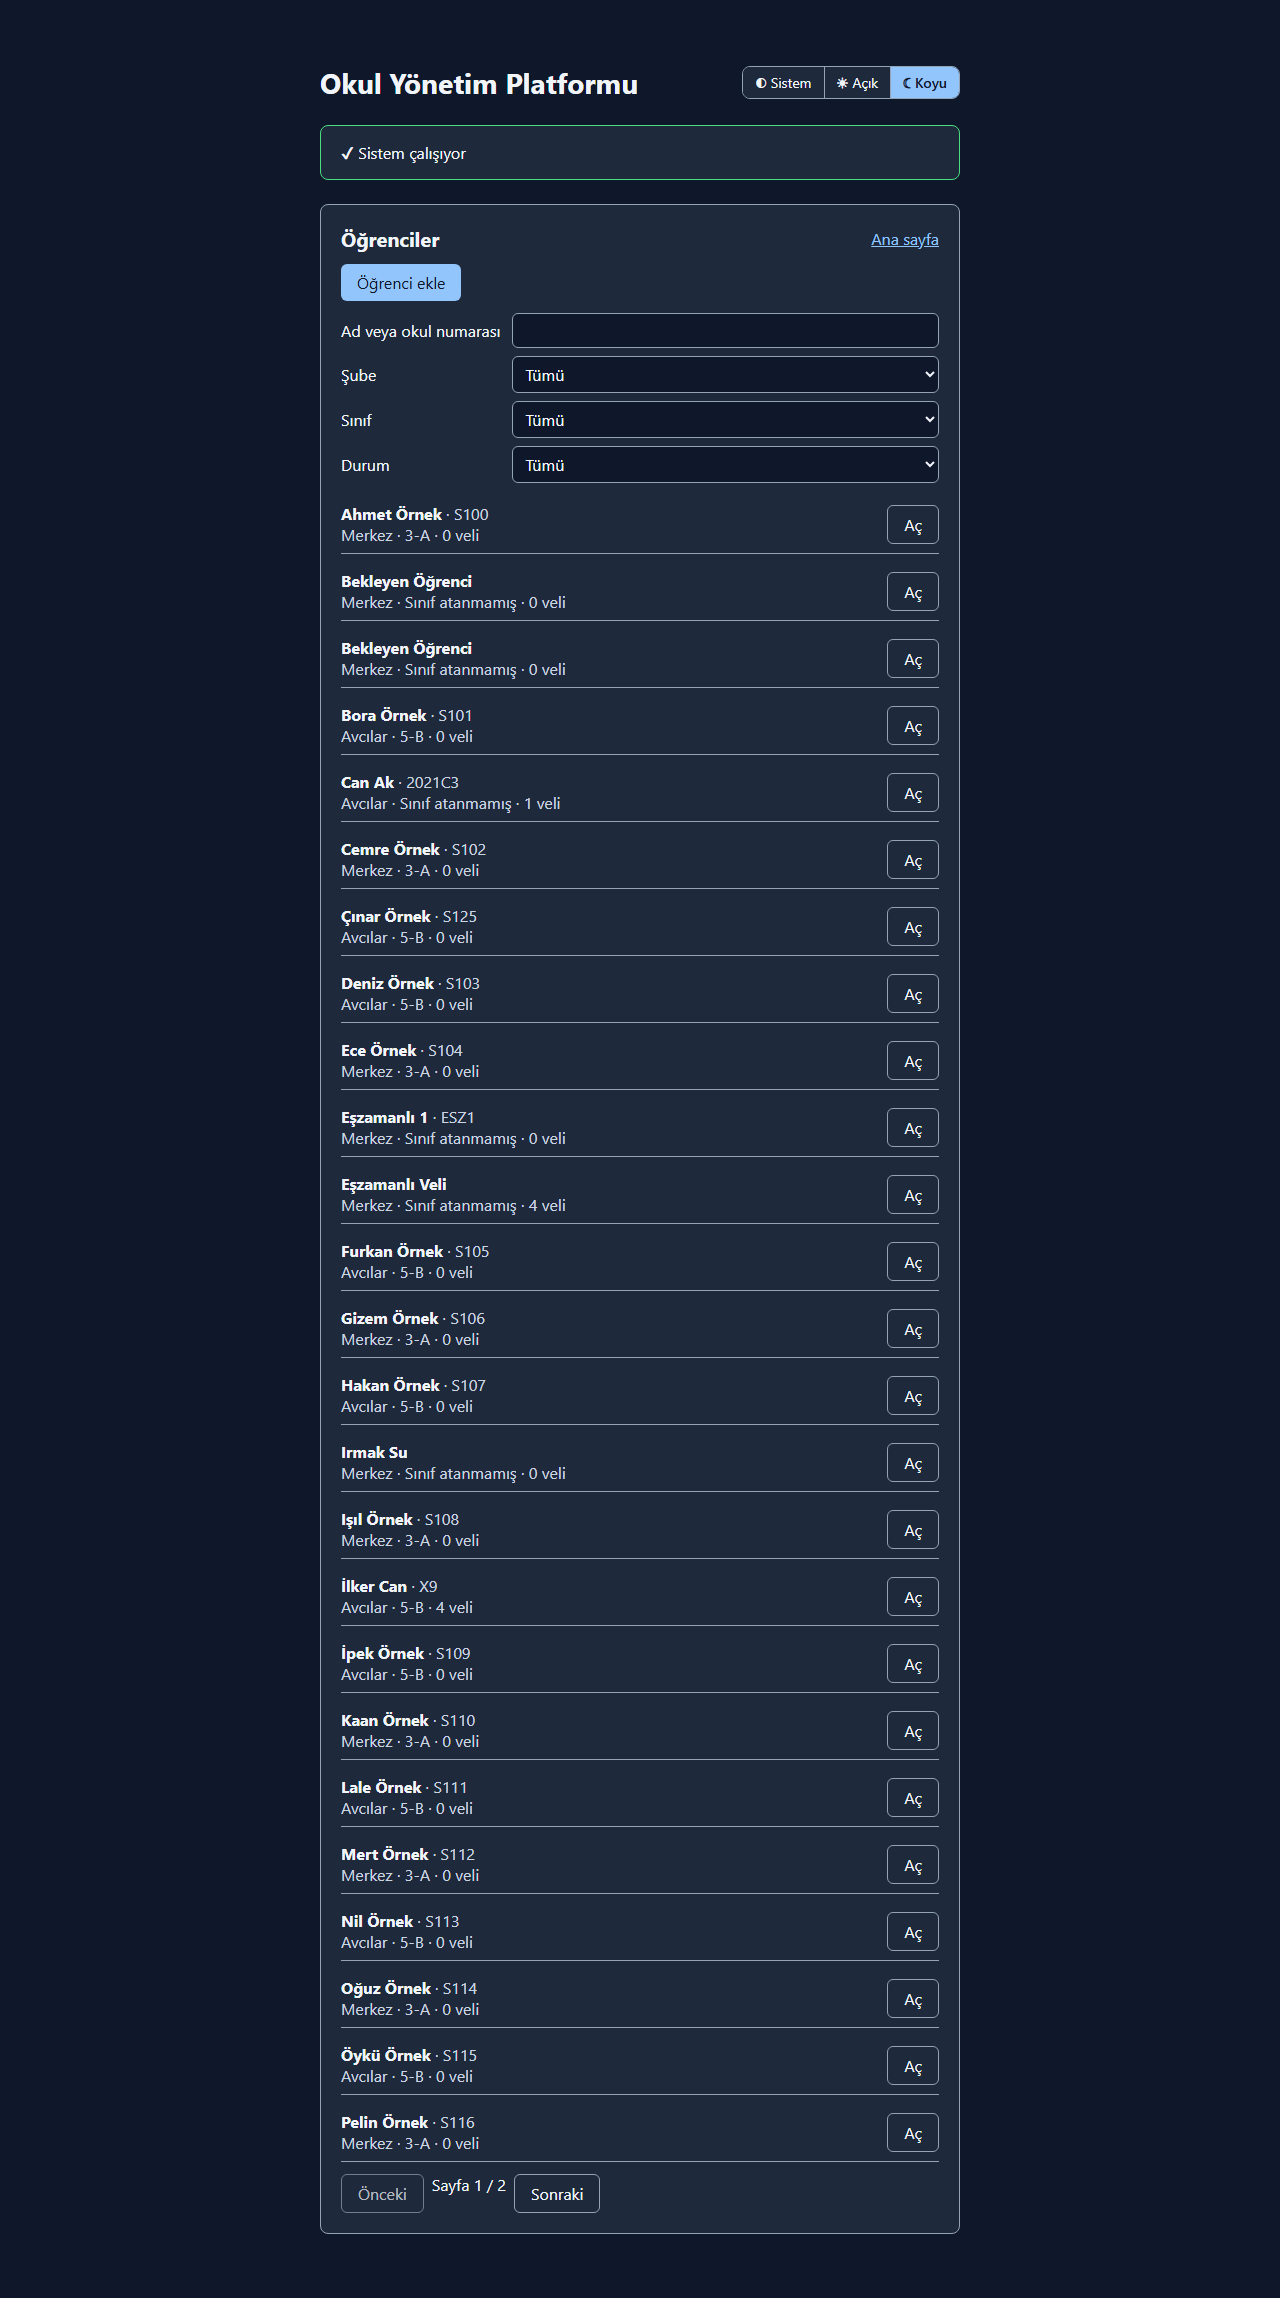 Okul Yönetim Platformu
◐ Sistem ☀ Açık ☾ Koyu
✓ Sistem çalışıyor
Öğrenciler
Ana sayfa
Öğrenci ekle
Ad veya okul numarası
Şube Tümü
Sınıf Tümü
Durum Tümü
Ahmet Örnek · S100
Merkez · 3-A · 0 veli
Aç
Bekleyen Öğrenci
Merkez · Sınıf atanmamış · 0 veli
Aç
Bekleyen Öğrenci
Merkez · Sınıf atanmamış · 0 veli
Aç
Bora Örnek · S101
Avcılar · 5-B · 0 veli
Aç
Can Ak · 2021C3
Avcılar · Sınıf atanmamış · 1 veli
Aç
Cemre Örnek · S102
Merkez · 3-A · 0 veli
Aç
Çınar Örnek · S125
Avcılar · 5-B · 0 veli
Aç
Deniz Örnek · S103
Avcılar · 5-B · 0 veli
Aç
Ece Örnek · S104
Merkez · 3-A · 0 veli
Aç
Eşzamanlı 1 · ESZ1
Merkez · Sınıf atanmamış · 0 veli
Aç
Eşzamanlı Veli
Merkez · Sınıf atanmamış · 4 veli
Aç
Furkan Örnek · S105
Avcılar · 5-B · 0 veli
Aç
Gizem Örnek · S106
Merkez · 3-A · 0 veli
Aç
Hakan Örnek · S107
Avcılar · 5-B · 0 veli
Aç
Irmak Su
Merkez · Sınıf atanmamış · 0 veli
Aç
Işıl Örnek · S108
Merkez · 3-A · 0 veli
Aç
İlker Can · X9
Avcılar · 5-B · 4 veli
Aç
İpek Örnek · S109
Avcılar · 5-B · 0 veli
Aç
Kaan Örnek · S110
Merkez · 3-A · 0 veli
Aç
Lale Örnek · S111
Avcılar · 5-B · 0 veli
Aç
Mert Örnek · S112
Merkez · 3-A · 0 veli
Aç
Nil Örnek · S113
Avcılar · 5-B · 0 veli
Aç
Oğuz Örnek · S114
Merkez · 3-A · 0 veli
Aç
Öykü Örnek · S115
Avcılar · 5-B · 0 veli
Aç
Pelin Örnek · S116
Merkez · 3-A · 0 veli
Aç
Önceki Sayfa 1 / 2 Sonraki